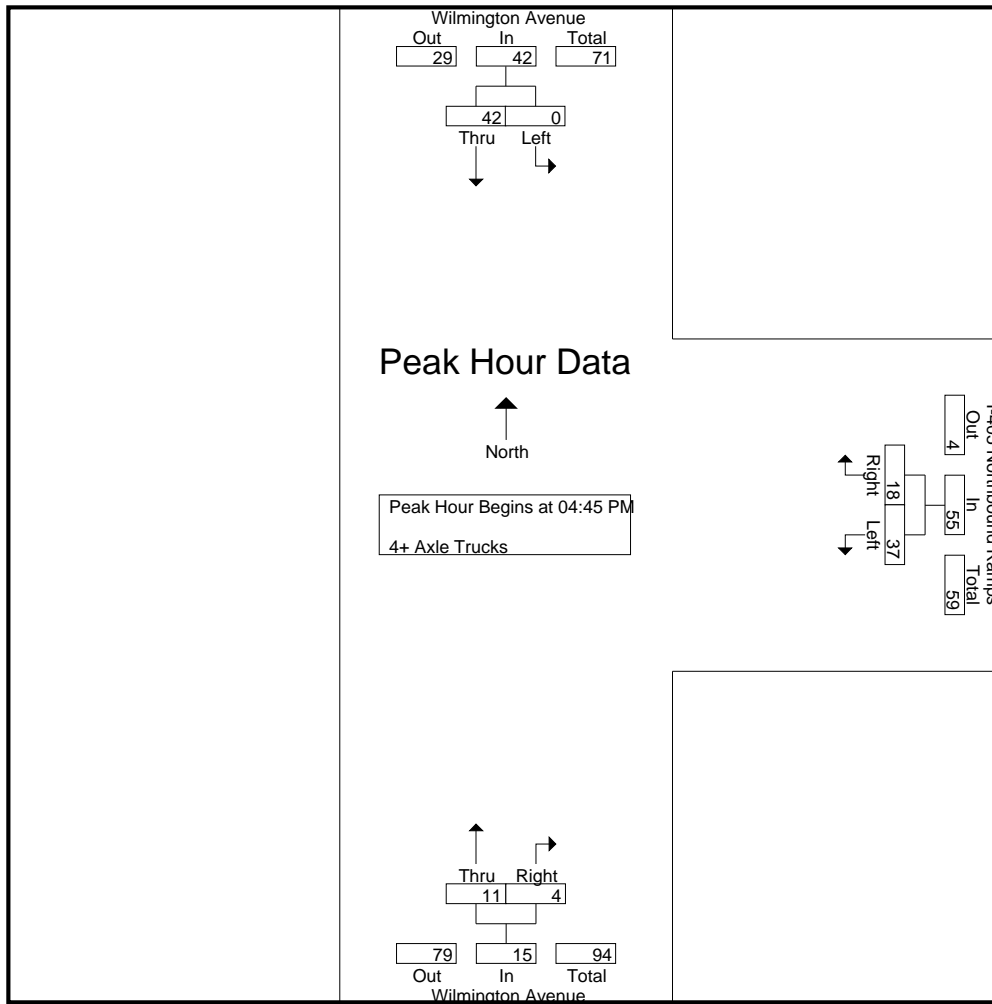 Wilmington Avenue
Out In Total
29 42 71
42 0
Thru Left
Peak Hour Data
North
Peak Hour Begins at 04:45 PM
4+ Axle Trucks
Northbound Ramps
Out In Total
4 55 59
18 37
Right Left
Thru Right
11 4
79 15 94
Out In Total
Wilmington Avenue